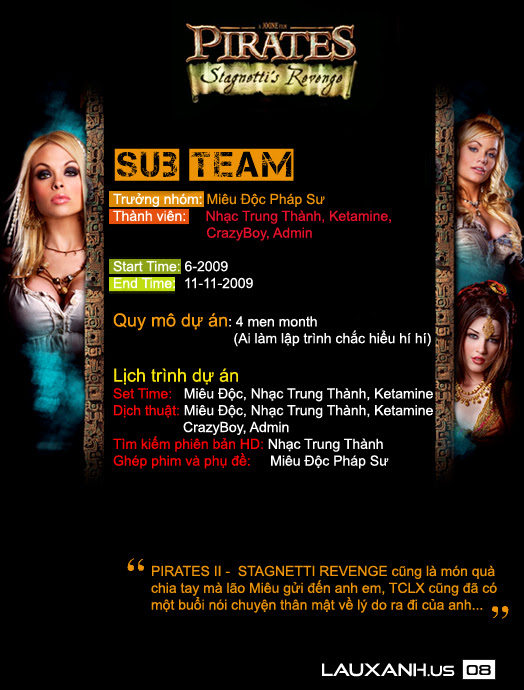 A JOONE FILM
PIRATES
Stagnetti's Revenge
SUB TEAM
Trưởng nhóm: Miêu Độc Pháp Sư
Thành viên: Nhạc Trung Thành, Ketamine,
CrazyBoy, Admin
Start Time: 6-2009
End Time: 11-11-2009
Quy mô dự án: 4 men month
(Ai làm lập trình chắc hiểu hí hí)
Lịch trình dự án
Set Time: Miêu Độc, Nhạc Trung Thành, Ketamine
Dịch thuật: Miêu Độc, Nhạc Trung Thành, Ketamine
CrazyBoy, Admin
Tìm kiếm phiên bản HD: Nhạc Trung Thành
Ghép phim và phụ đề: Miêu Độc Pháp Sư
“ PIRATES II - STAGNETTI REVENGE cũng là món quà
chia tay mà lão Miêu gửi đến anh em, TCLX cũng đã có
một buổi nói chuyện thân mật về lý do ra đi của anh... ”
LAUXANH.us 08